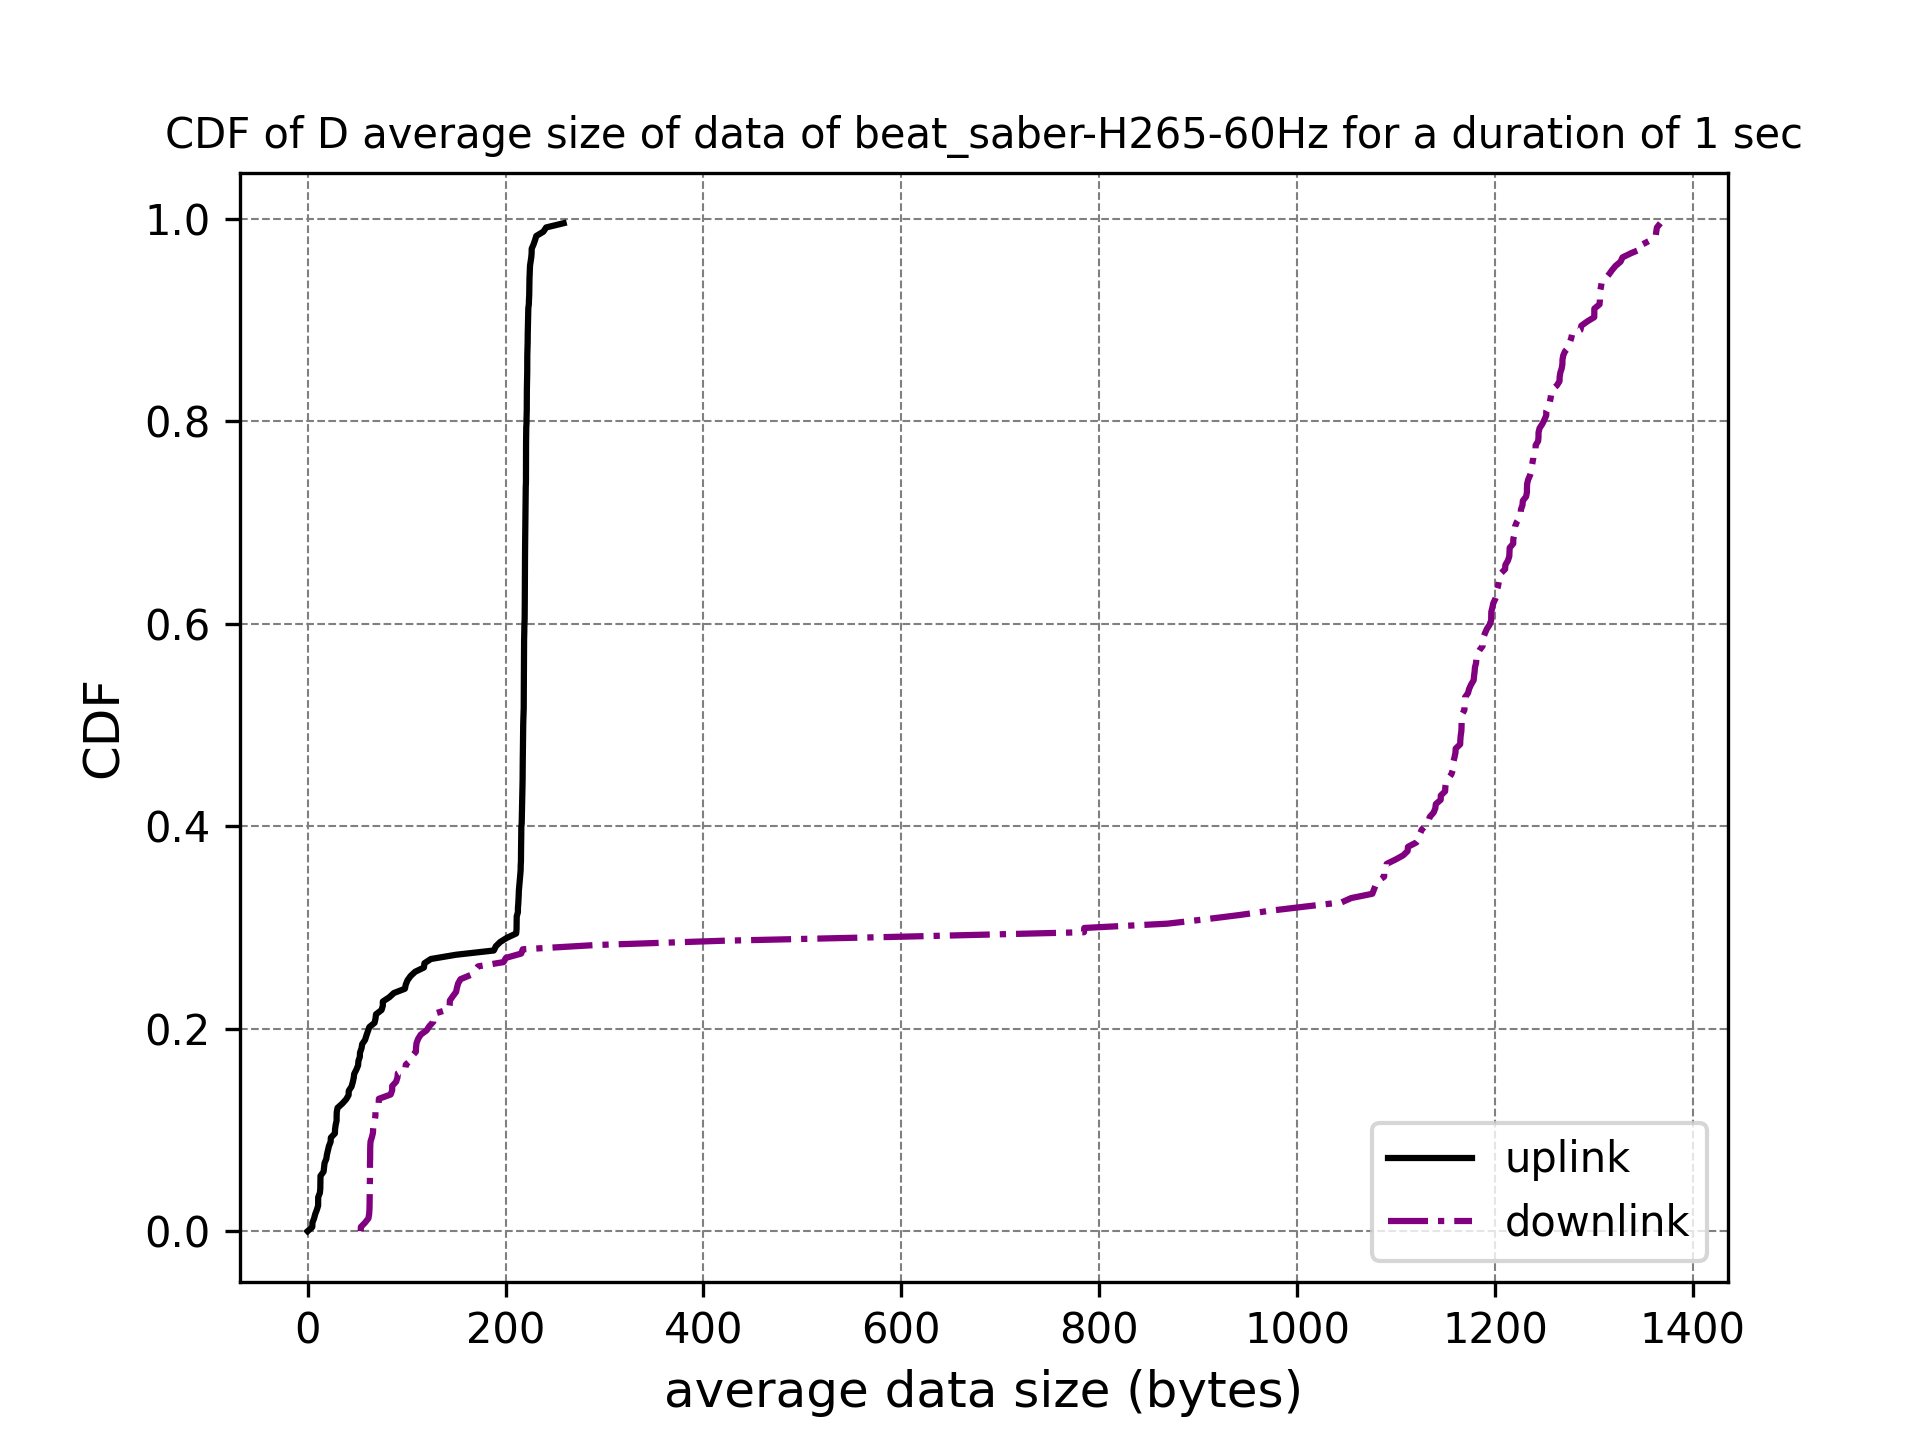 CDF of D average size of data of beat_saber-H265-60Hz for a duration of 1 sec
1.0
0.8
0.6
0.4
0.2
0.0
CDF
uplink
downlink
0 200 400 600 800 1000 1200 1400
average data size (bytes)